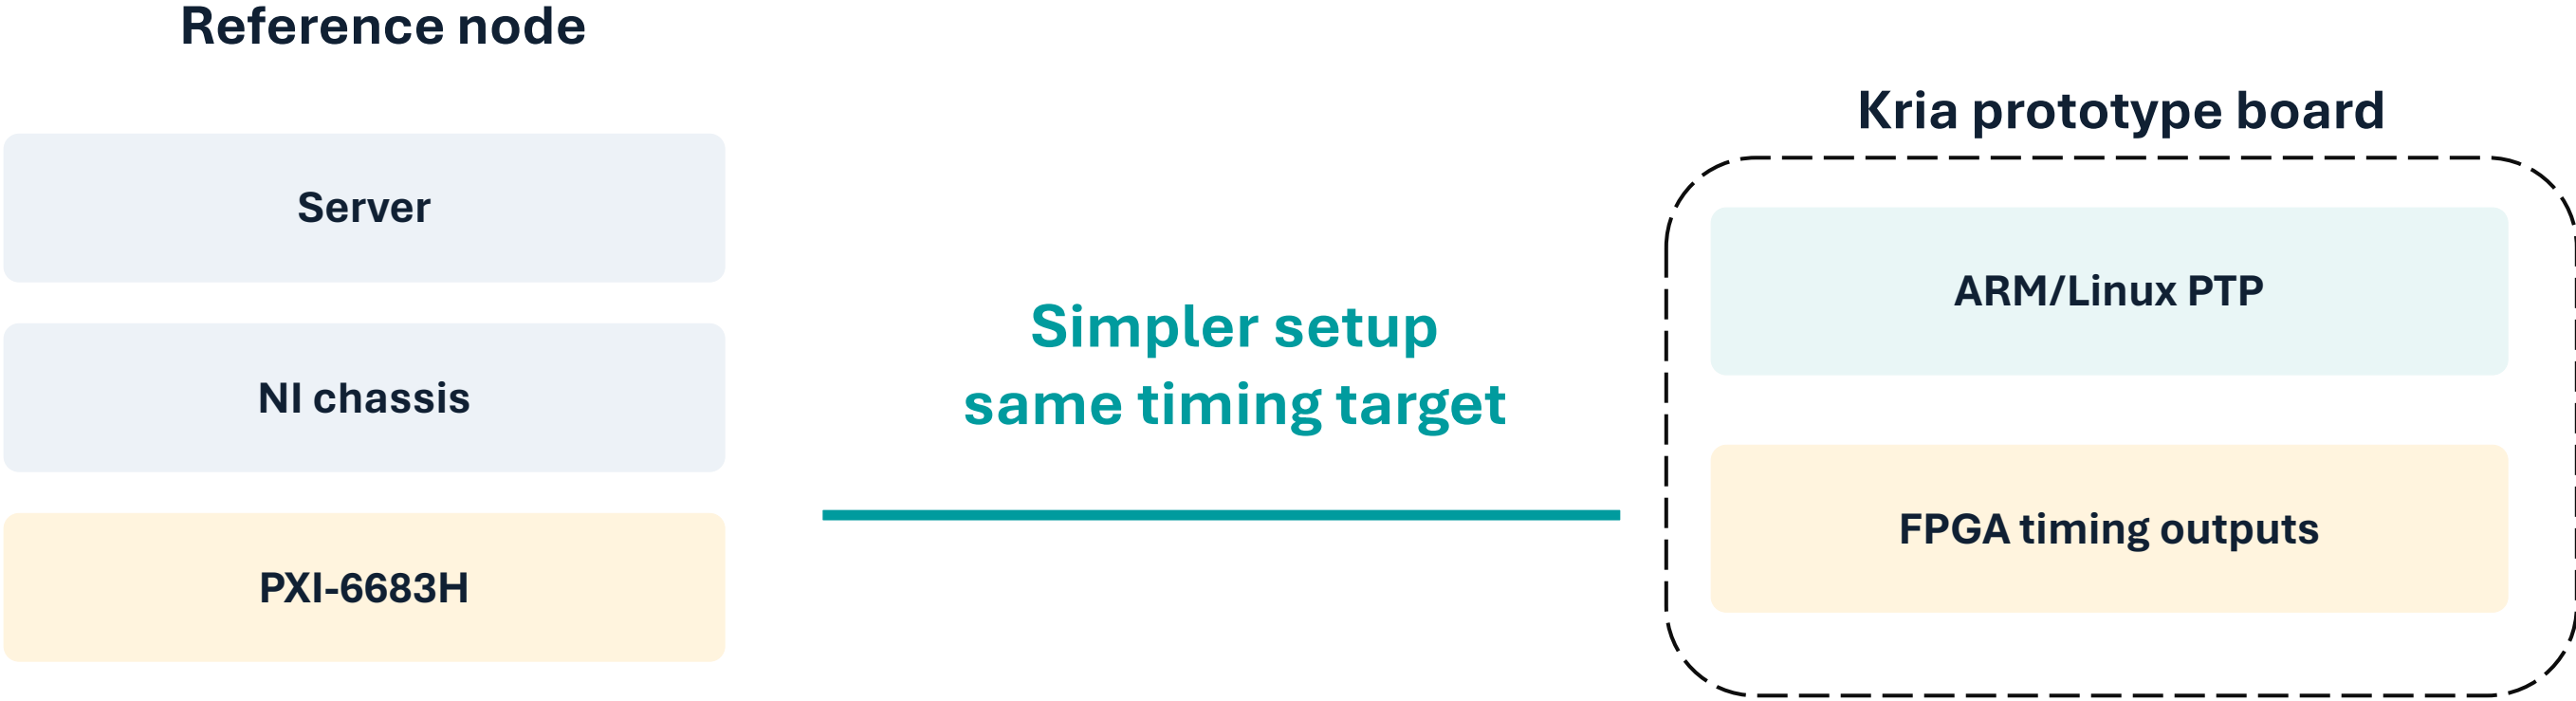 Reference node
Server
NI chassis
PXI-6683H
Simpler setup
same timing target
Kria prototype board
ARM/Linux PTP
FPGA timing outputs